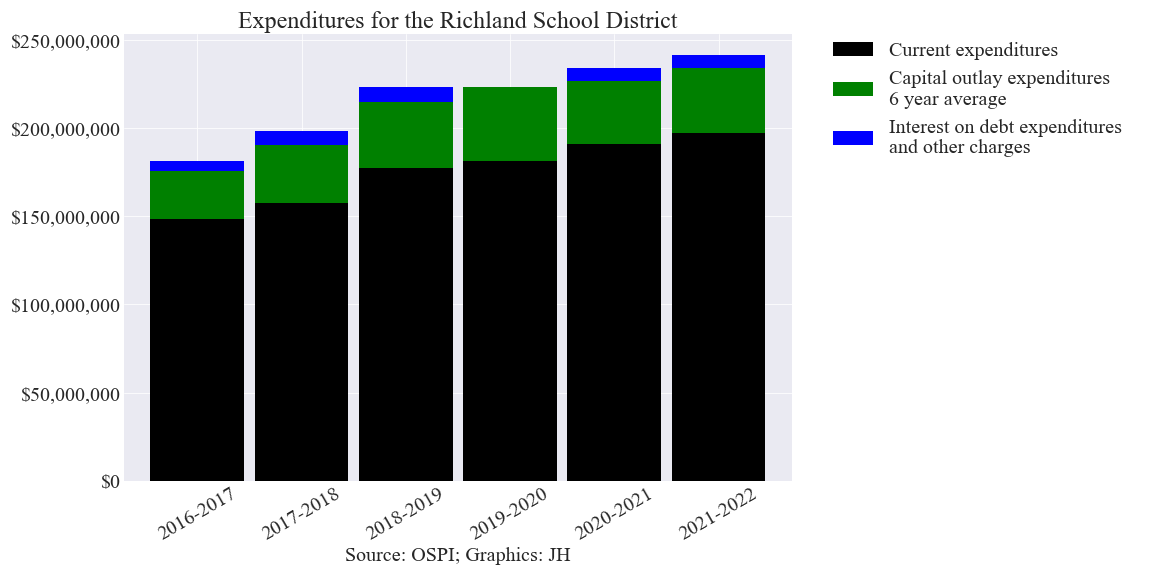 Expenditures for the Richland School District
$250,000,000
$200,000,000
$150,000,000
$100,000,000
$50,000,000
$0
2016-2017
2017-2018
2018-2019
2019-2020
2020-2021
2021-2022
Source: OSPI; Graphics: JH
Current expenditures
Capital outlay expenditures
6 year average
Interest on debt expenditures
and other charges